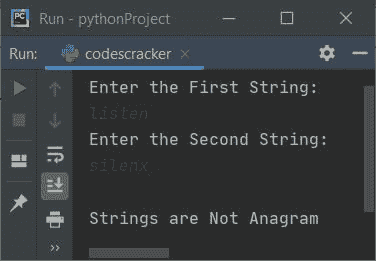 PC
Run - pythonProject
Run:
codescracker
Enter the First String:
listen
Enter the Second String:
silenx
Strings are Not Anagram